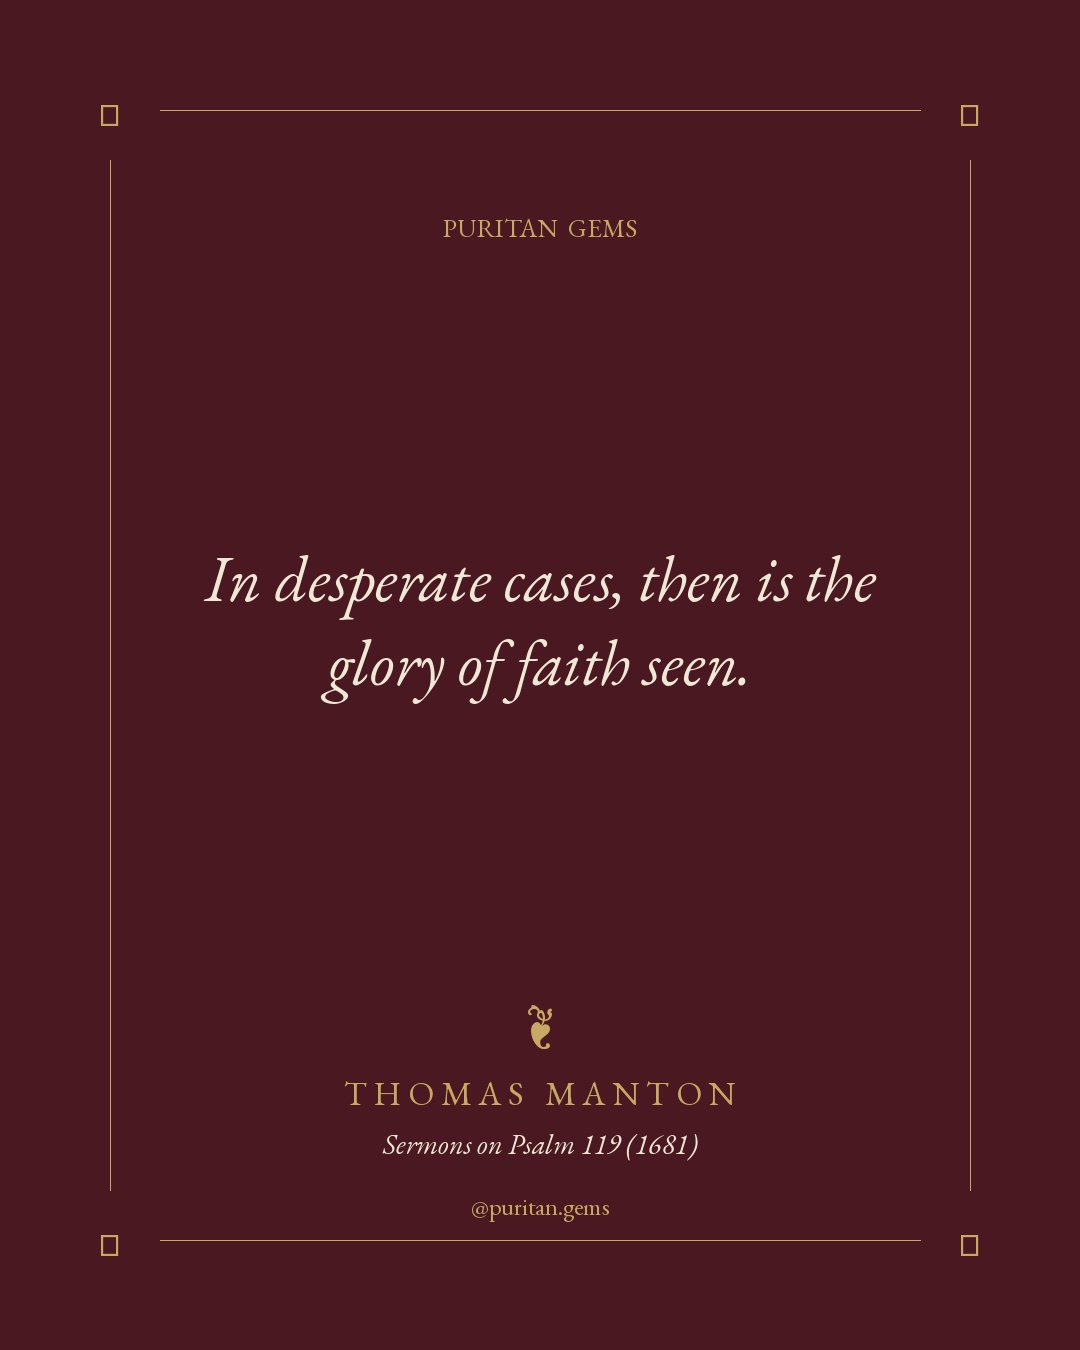 PURITAN GEMS
In desperate cases, then is the
glory of faith seen.
THOMAS MANTON
Sermons on Psalm 119 (1681)
@puritan.gems